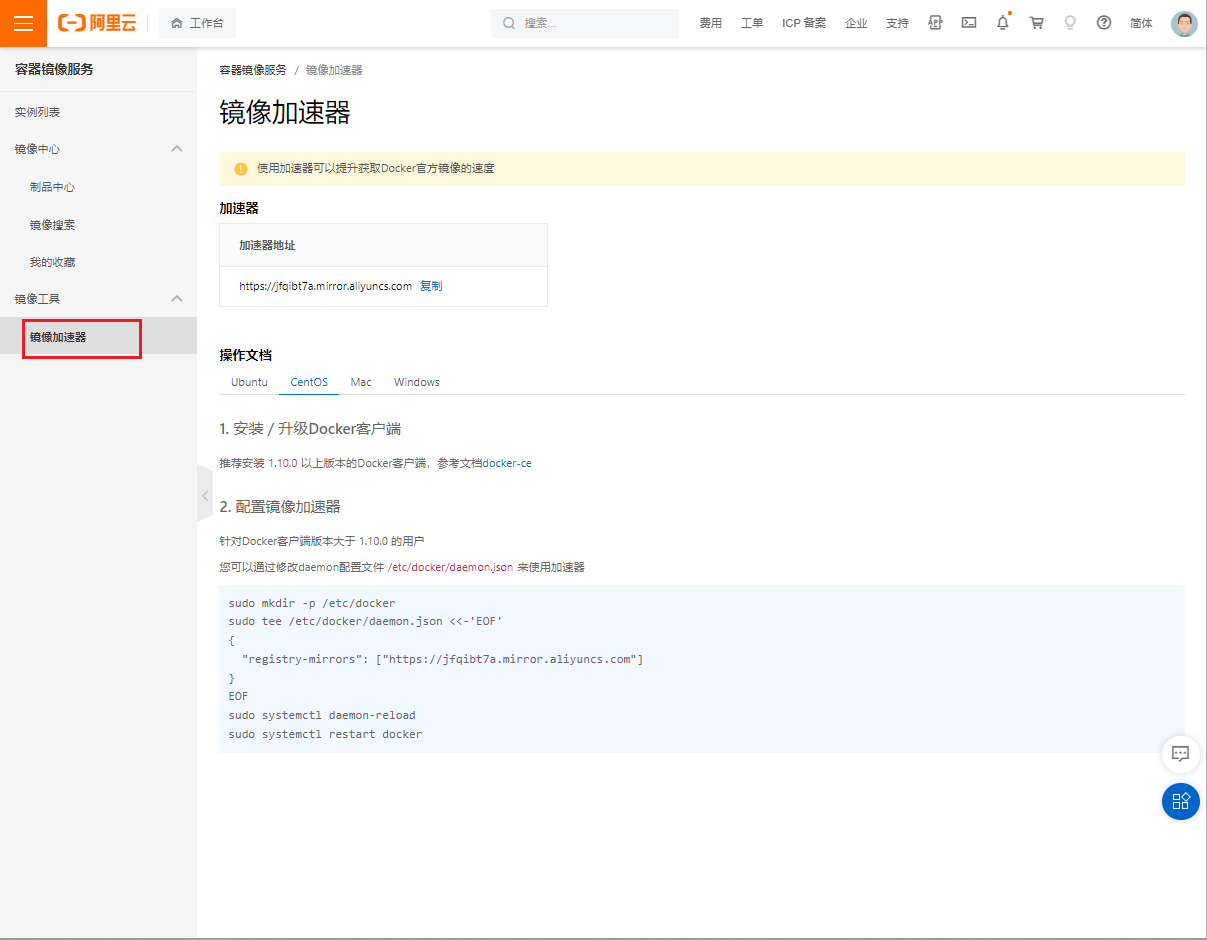 阿里云
工作台
搜索...
费用
工单
ICP 备案
企业
支持
简体
容器镜像服务
实例列表
镜像中心
制品中心
镜像搜索
我的收藏
镜像工具
镜像加速器
容器镜像服务 / 镜像加速器
镜像加速器
使用加速器可以提升获取Docker官方镜像的速度
加速器
加速器地址
https://jfqibt7a.mirror.aliyuncs.com 复制
操作文档
Ubuntu CentOS Mac Windows
1. 安装 / 升级Docker客户端
推荐安装 1.10.0 以上版本的Docker客户端，参考文档docker-ce
2. 配置镜像加速器
针对Docker客户端版本大于 1.10.0 的用户
您可以通过修改daemon配置文件 /etc/docker/daemon.json 来使用加速器
sudo mkdir -p /etc/docker
sudo tee /etc/docker/daemon.json <<-'EOF'
{
  "registry-mirrors": ["https://jfqibt7a.mirror.aliyuncs.com"]
}
EOF
sudo systemctl daemon-reload
sudo systemctl restart docker